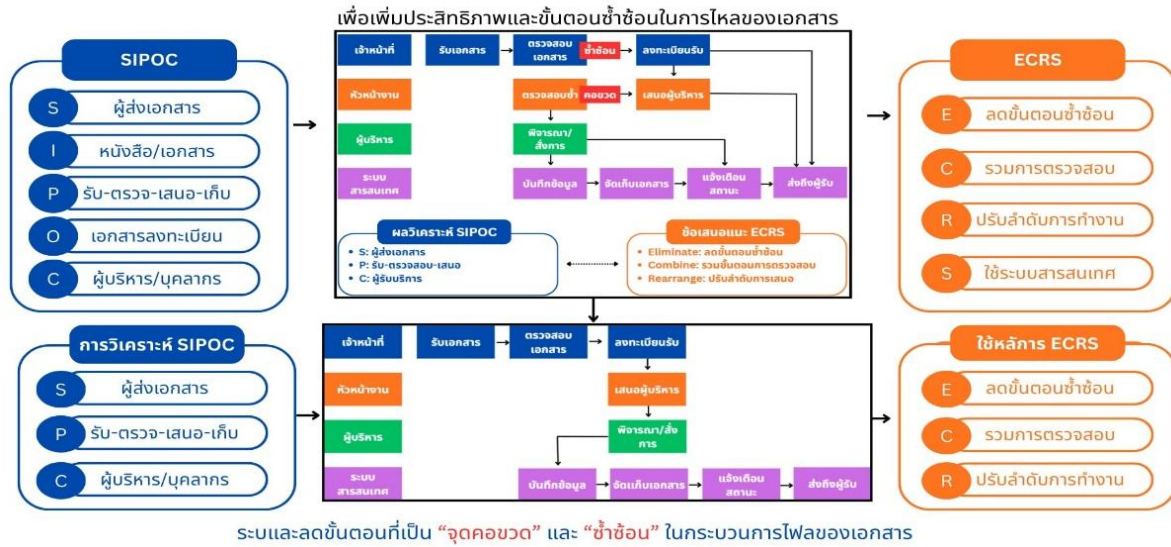 เพื่อเพิ่มประสิทธิภาพและขั้นตอนซ้ำซ้อนในการไหลของเอกสาร
SIPOC
S ผู้ส่งเอกสาร
I หนังสือ/เอกสาร
P รับ-ตรวจ-เสนอ-เก็บ
O เอกสารลงทะเบียน
C ผู้บริหาร/บุคลากร
เจ้าหน้าที่
รับเอกสาร
ตรวจสอบ
เอกสาร
ซ้ำซ้อน
ลงทะเบียนรับ
หัวหน้างาน
ตรวจสอบซ้ำ
คอขวด
เสนอผู้บริหาร
ผู้บริหาร
พิจารณา/
สั่งการ
ระบบ
สารสนเทศ
บันทึกข้อมูล
จัดเก็บเอกสาร
แจ้งเตือน
สถานะ
ส่งถึงผู้รับ
ผลวิเคราะห์ SIPOC
• S: ผู้ส่งเอกสาร
• P: รับ-ตรวจสอบ-เสนอ
• C: ผู้รับบริการ
ข้อเสนอแนะ ECRS
• Eliminate: ลดขั้นตอนซ้ำซ้อน
• Combine: รวมขั้นตอนการตรวจสอบ
• Rearrange: ปรับลำดับการเสนอ
ECRS
E ลดขั้นตอนซ้ำซ้อน
C รวมการตรวจสอบ
R ปรับลำดับการทำงาน
S ใช้ระบบสารสนเทศ
การวิเคราะห์ SIPOC
S ผู้ส่งเอกสาร
P รับ-ตรวจ-เสนอ-เก็บ
C ผู้บริหาร/บุคลากร
เจ้าหน้าที่
รับเอกสาร
ตรวจสอบ
เอกสาร
ลงทะเบียนรับ
หัวหน้างาน
เสนอผู้บริหาร
ผู้บริหาร
พิจารณา/สั่ง
การ
ระบบ
สารสนเทศ
บันทึกข้อมูล
จัดเก็บเอกสาร
แจ้งเตือน
สถานะ
ส่งถึงผู้รับ
ใช้หลักการ ECRS
E ลดขั้นตอนซ้ำซ้อน
C รวมการตรวจสอบ
R ปรับลำดับการทำงาน
ระบและลดขั้นตอนที่เป็น “จุดคอขวด” และ “ซ้ำซ้อน” ในกระบวนการไฟลของเอกสาร